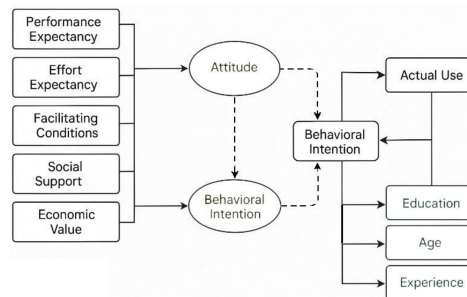 Performance
Expectancy
Effort
Expectancy
Facilitating
Conditions
Social
Support
Economic
Value
Attitude
Behavioral
Intention
Behavioral
Intention
Actual Use
Education
Age
Experience